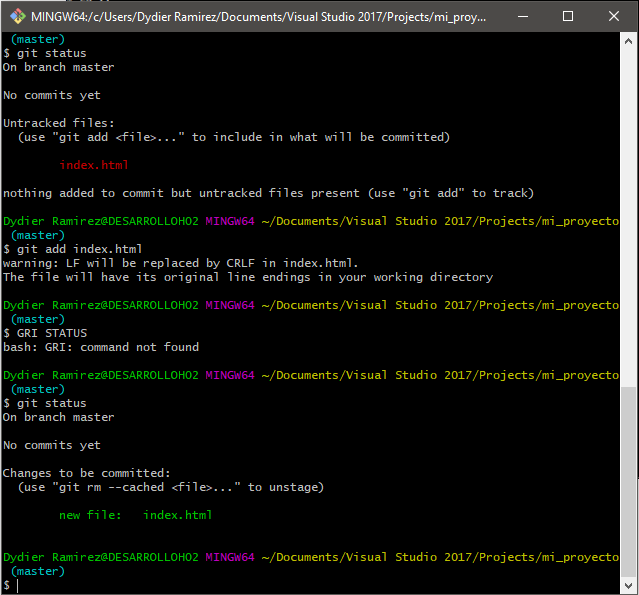 MINGW64:/c/Users/Dydier Ramirez/Documents/Visual Studio 2017/Projects/mi_proy...
(master)
$ git status
On branch master
No commits yet
Untracked files:
(use "git add <file>..." to include in what will be committed)
index.html
nothing added to commit but untracked files present (use "git add" to track)
Dydier Ramirez@DESARROLLOHO2 MINGW64 ~/Documents/Visual Studio 2017/Projects/mi_proyecto
(master)
$ git add index.html
warning: LF will be replaced by CRLF in index.html.
The file will have its original line endings in your working directory
Dydier Ramirez@DESARROLLOHO2 MINGW64 ~/Documents/Visual Studio 2017/Projects/mi_proyecto
(master)
$ GRI STATUS
bash: GRI: command not found
Dydier Ramirez@DESARROLLOHO2 MINGW64 ~/Documents/Visual Studio 2017/Projects/mi_proyecto
(master)
$ git status
On branch master
No commits yet
Changes to be committed:
(use "git rm --cached <file>..." to unstage)
new file:   index.html
Dydier Ramirez@DESARROLLOHO2 MINGW64 ~/Documents/Visual Studio 2017/Projects/mi_proyecto
(master)
$